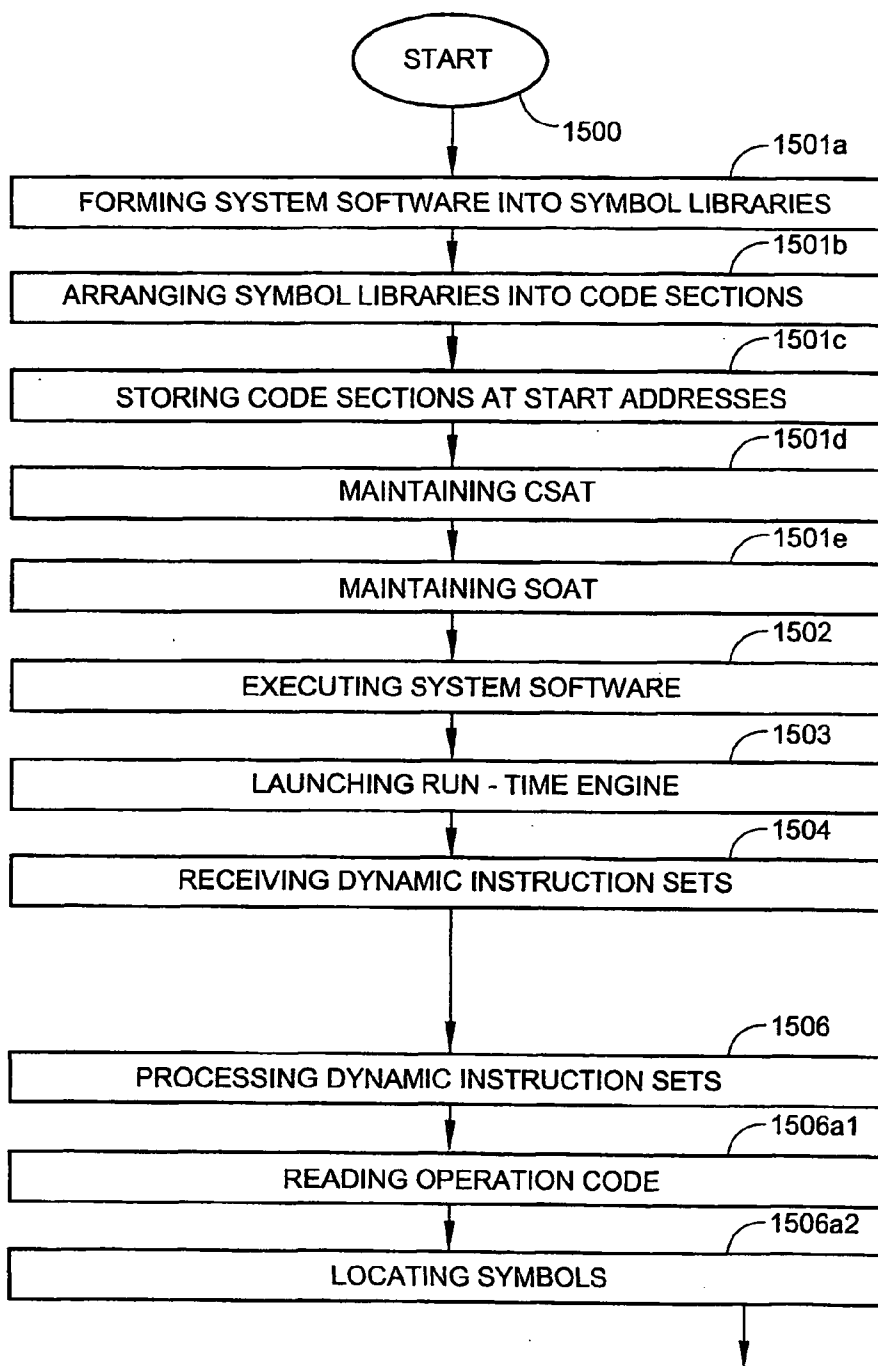 START
1500
1501a
FORMING SYSTEM SOFTWARE INTO SYMBOL LIBRARIES
1501b
ARRANGING SYMBOL LIBRARIES INTO CODE SECTIONS
1501c
STORING CODE SECTIONS AT START ADDRESSES
1501d
MAINTAINING CSAT
1501e
MAINTAINING SOAT
1502
EXECUTING SYSTEM SOFTWARE
1503
LAUNCHING RUN - TIME ENGINE
1504
RECEIVING DYNAMIC INSTRUCTION SETS
1506
PROCESSING DYNAMIC INSTRUCTION SETS
1506a1
READING OPERATION CODE
1506a2
LOCATING SYMBOLS